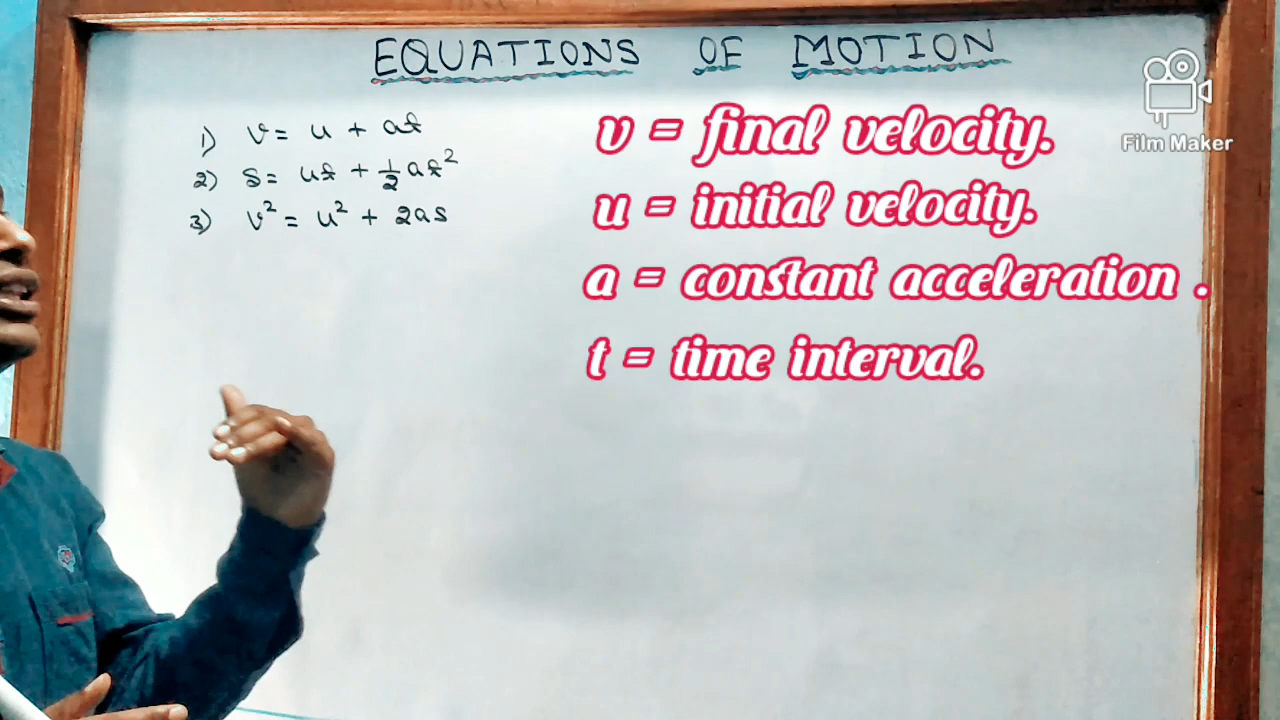 EQUATIONS OF MOTION
1) v = u + at
2) s = ut + 1/2 at²
3) v² = u² + 2as
v = final velocity.
u = initial velocity.
a = constant acceleration .
t = time interval.
Film Maker